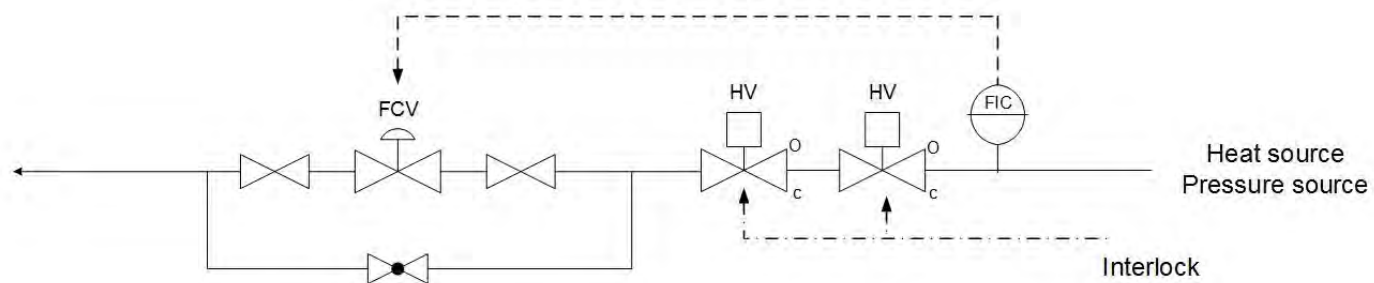 FCV
HV
HV
FIC
O
O
c
c
Heat source
Pressure source
Interlock